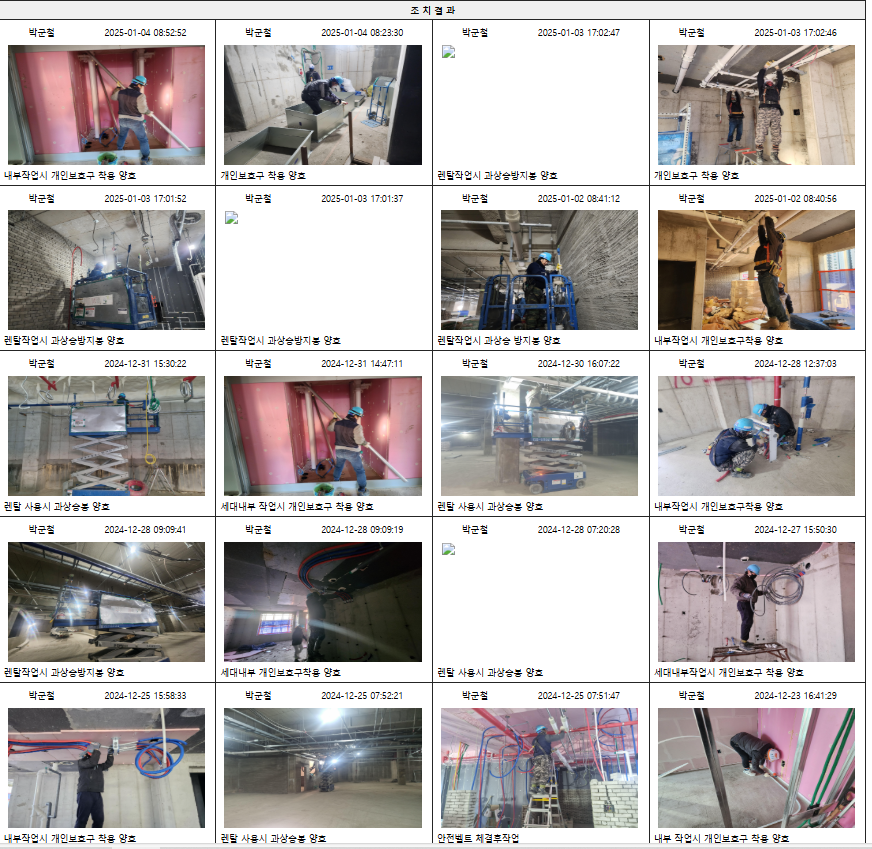 조 치 결 과
박군철 2025-01-04 08:52:52
내부작업시 개인보호구 착용 양호
박군철 2025-01-04 08:23:30
개인보호구 착용 양호
박군철 2025-01-03 17:02:47
렌탈작업시 과상승방지봉 양호
박군철 2025-01-03 17:02:46
개인보호구 착용 양호
박군철 2025-01-03 17:01:52
렌탈작업시 과상승방지봉 양호
박군철 2025-01-03 17:01:37
렌탈작업시 과상승방지봉 양호
박군철 2025-01-02 08:41:12
렌탈작업시 과상승 방지봉 양호
박군철 2025-01-02 08:40:56
내부작업시 개인보호구착용 양호
박군철 2024-12-31 15:30:22
렌탈 사용시 과상승봉 양호
박군철 2024-12-31 14:47:11
세대내부 작업시 개인보호구 착용 양호
박군철 2024-12-30 16:07:22
렌탈 사용시 과상승봉 양호
박군철 2024-12-28 12:37:03
내부작업시 개인보호구착용 양호
박군철 2024-12-28 09:09:41
렌탈작업시 과상승방지봉 양호
박군철 2024-12-28 09:09:19
세대내부 개인보호구착용 양호
박군철 2024-12-28 07:20:28
렌탈 사용시 과상승봉 양호
박군철 2024-12-27 15:50:30
세대내부작업시 개인보호구 착용 양호
박군철 2024-12-25 15:58:33
내부작업시 개인보호구 착용 양호
박군철 2024-12-25 07:52:21
렌탈 사용시 과상승봉 양호
박군철 2024-12-25 07:51:47
안전벨트 체결후작업
박군철 2024-12-23 16:41:29
내부 작업시 개인보호구 착용 양호